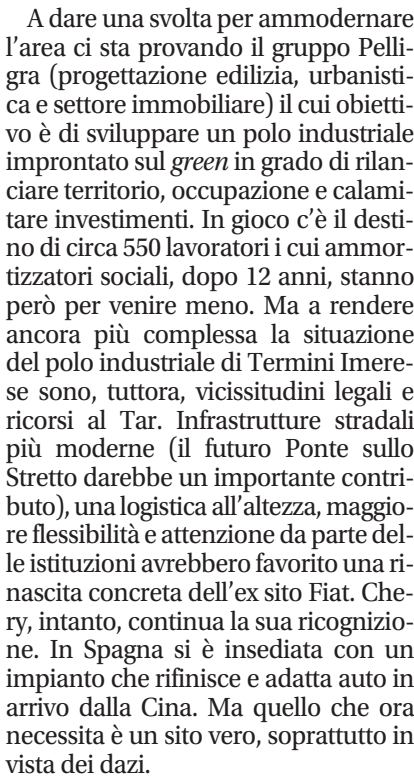 A dare una svolta per ammodernare
l'area ci sta provando il gruppo Pelli-
gra (progettazione edilizia, urbanisti-
ca e settore immobiliare) il cui obietti-
vo è di sviluppare un polo industriale
improntato sul green in grado di rilan-
ciare territorio, occupazione e calami-
tare investimenti. In gioco c'è il desti-
no di circa 550 lavoratori i cui ammor-
tizzatori sociali, dopo 12 anni, stanno
però per venire meno. Ma a rendere
ancora più complessa la situazione
del polo industriale di Termini Imere-
se sono, tuttora, vicissitudini legali e
ricorsi al Tar. Infrastrutture stradali
più moderne (il futuro Ponte sullo
Stretto darebbe un importante contri-
buto), una logistica all'altezza, maggio-
re flessibilità e attenzione da parte del-
le istituzioni avrebbero favorito una ri-
nascita concreta dell'ex sito Fiat. Che-
ry, intanto, continua la sua ricognizio-
ne. In Spagna si è insediata con un
impianto che rifinisce e adatta auto in
arrivo dalla Cina. Ma quello che ora
necessita è un sito vero, soprattutto in
vista dei dazi.